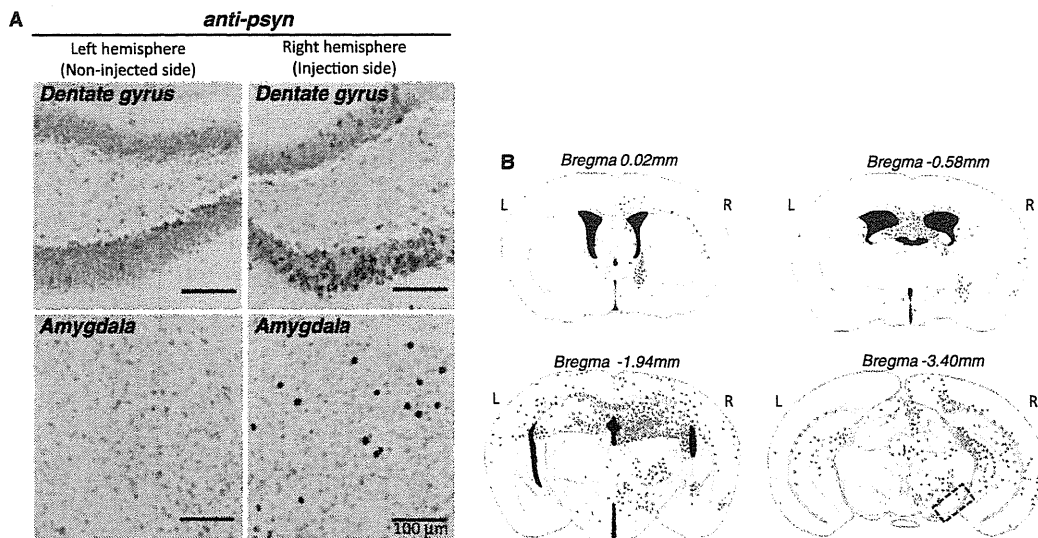 A
anti-psyn
Left hemisphere
(Non-injected side)
Right hemisphere
(Injection side)
Dentate gyrus
Dentate gyrus
Amygdala
Amygdala
100 μm
B
Bregma 0.02mm
L
R
Bregma -0.58mm
L
R
Bregma -1.94mm
L
R
Bregma -3.40mm
L
R